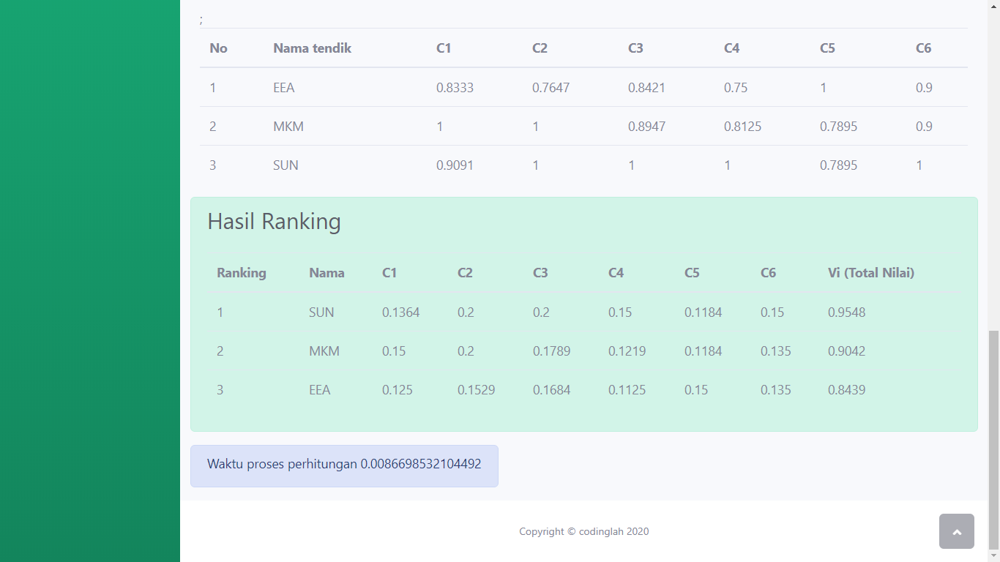 ;
No Nama tendik C1 C2 C3 C4 C5 C6
1 EEA 0.8333 0.7647 0.8421 0.75 1 0.9
2 MKM 1 1 0.8947 0.8125 0.7895 0.9
3 SUN 0.9091 1 1 1 0.7895 1
Hasil Ranking
Ranking Nama C1 C2 C3 C4 C5 C6 Vi (Total Nilai)
1 SUN 0.1364 0.2 0.2 0.15 0.1184 0.15 0.9548
2 MKM 0.15 0.2 0.1789 0.1219 0.1184 0.135 0.9042
3 EEA 0.125 0.1529 0.1684 0.1125 0.15 0.135 0.8439
Waktu proses perhitungan 0.0086698532104492
Copyright © codinglah 2020